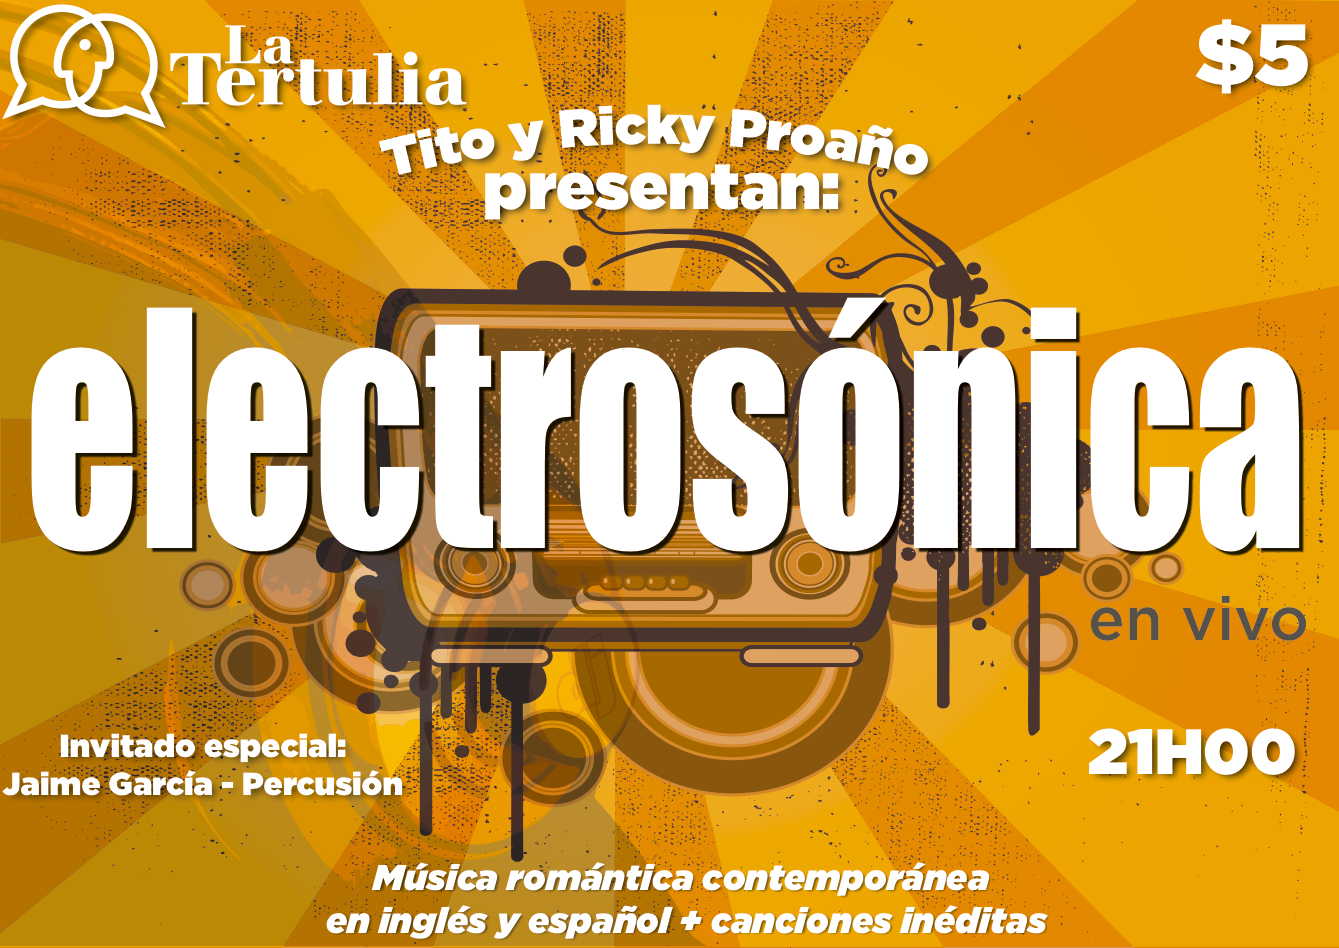 La
Tertulia
$5
Tito y Ricky Proaño
presentan:
electrosónica
en vivo
Invitado especial:
Jaime García - Percusión
21H00
Música romántica contemporánea
en inglés y español + canciones inéditas